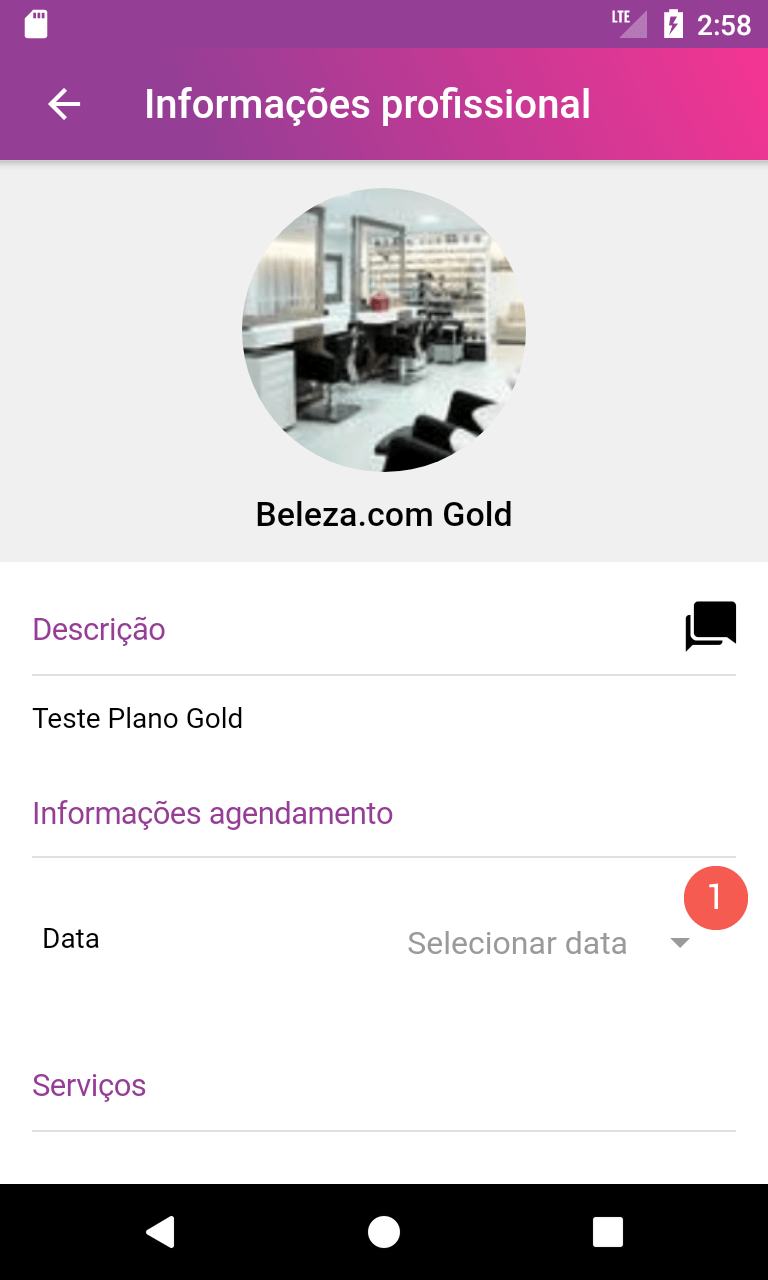 LTE 2:58
Informações profissional
Beleza.com Gold
Descrição
Teste Plano Gold
Informações agendamento
1
Data Selecionar data
Serviços